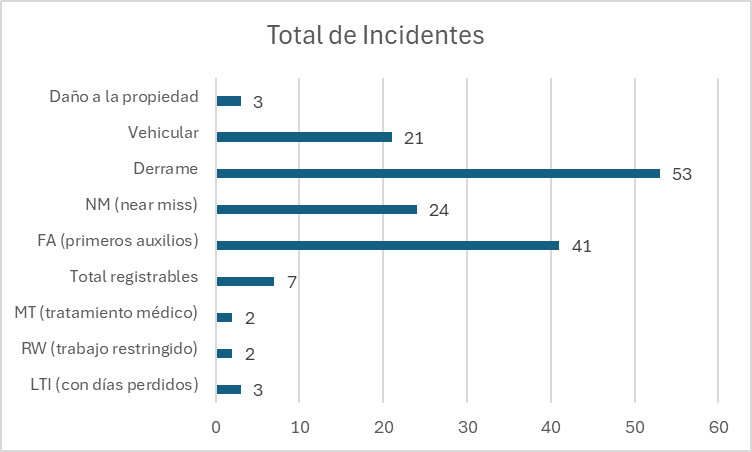 Total de Incidentes
Daño a la propiedad 3
Vehicular 21
Derrame 53
NM (near miss) 24
FA (primeros auxilios) 41
Total registrables 7
MT (tratamiento médico) 2
RW (trabajo restringido) 2
LTI (con días perdidos) 3
0 10 20 30 40 50 60